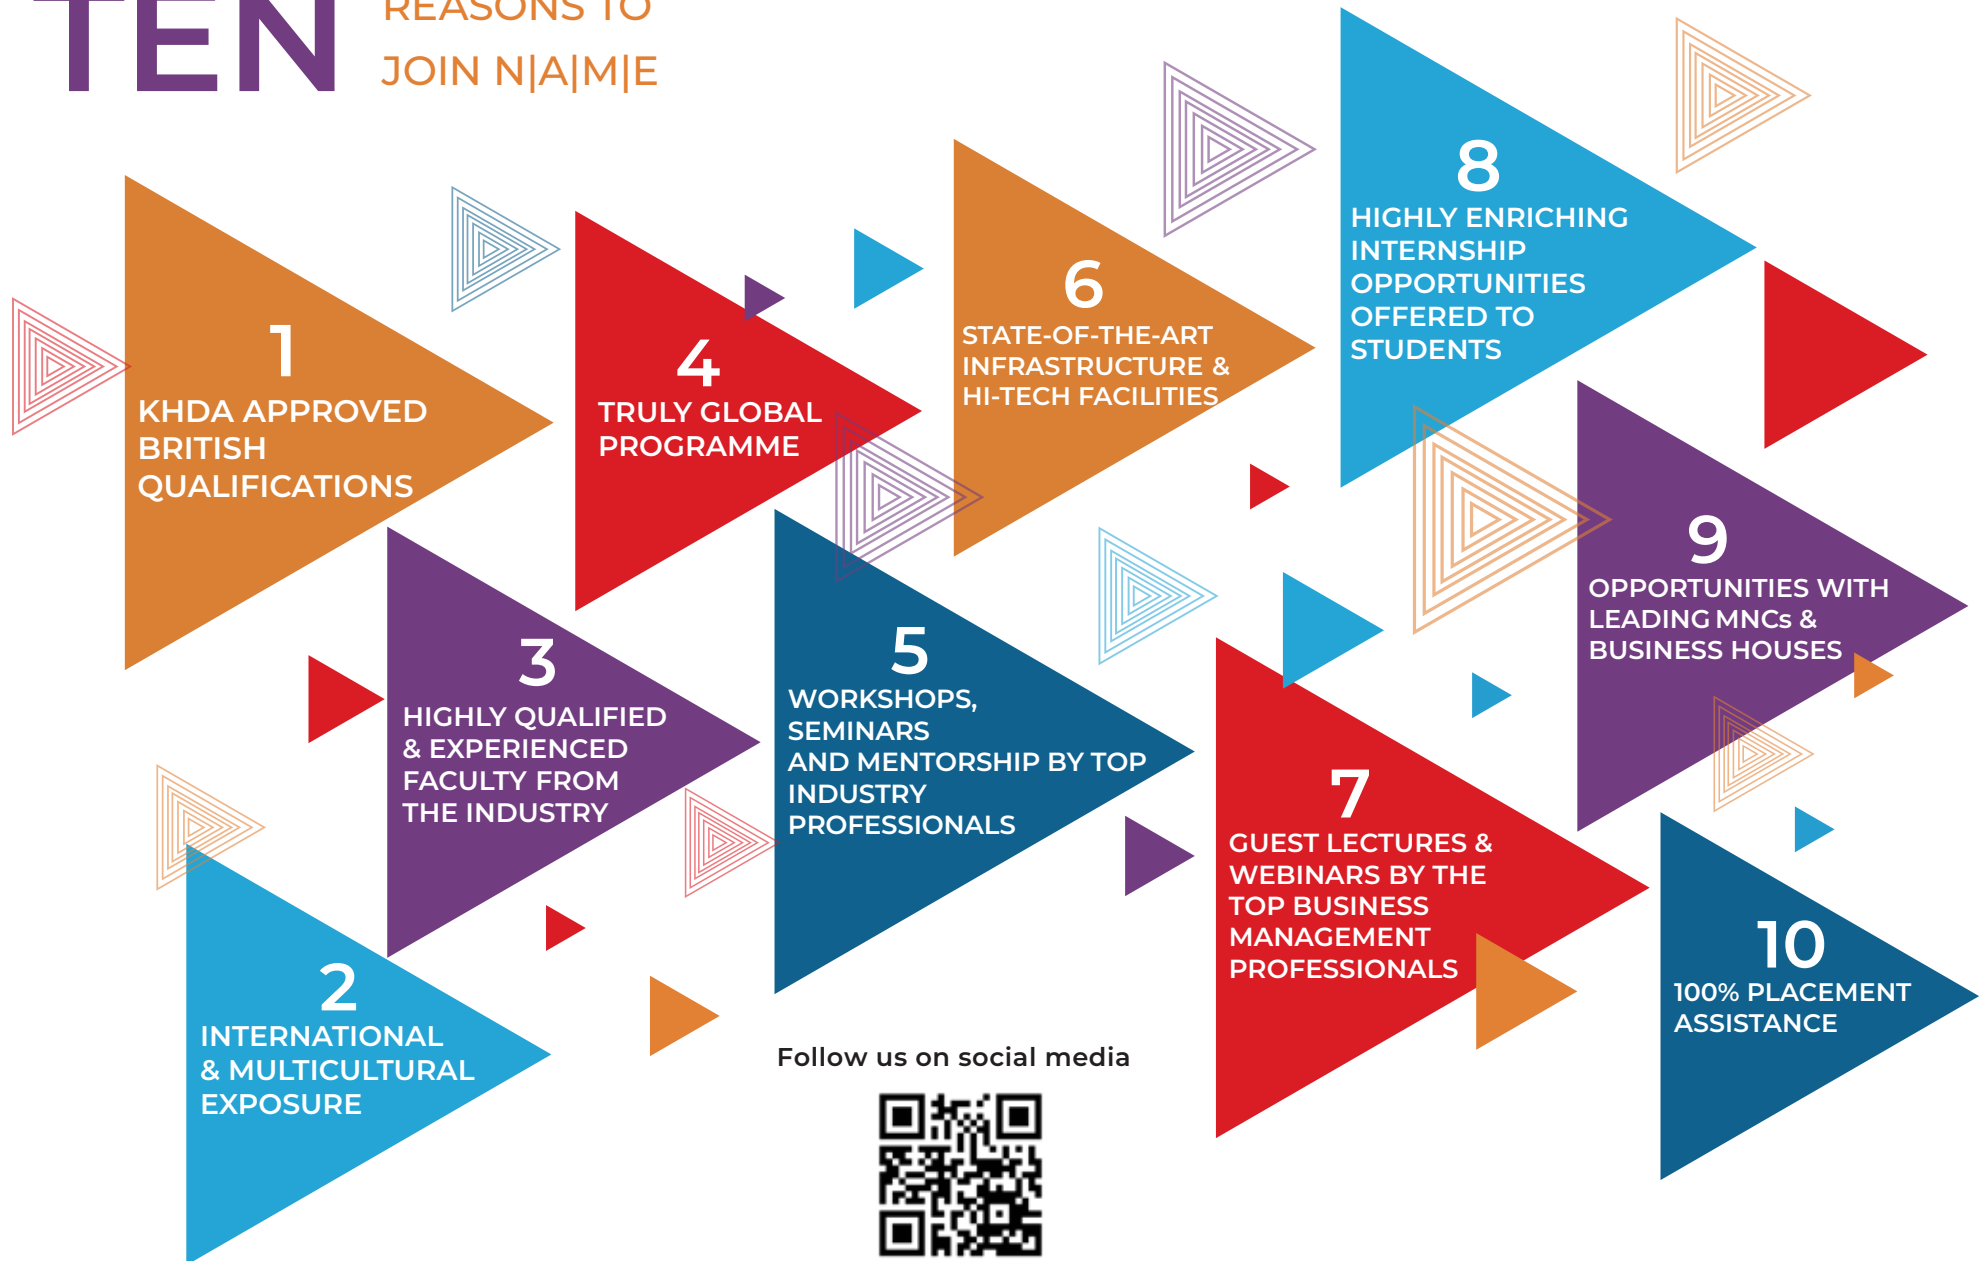 TEN
REASONS TO
JOIN N|A|M|E
1
KHDA APPROVED
BRITISH
QUALIFICATIONS
2
INTERNATIONAL
& MULTICULTURAL
EXPOSURE
3
HIGHLY QUALIFIED
& EXPERIENCED
FACULTY FROM
THE INDUSTRY
4
TRULY GLOBAL
PROGRAMME
5
WORKSHOPS,
SEMINARS
AND MENTORSHIP BY TOP
INDUSTRY
PROFESSIONALS
6
STATE-OF-THE-ART
INFRASTRUCTURE &
HI-TECH FACILITIES
7
GUEST LECTURES &
WEBINARS BY THE
TOP BUSINESS
MANAGEMENT
PROFESSIONALS
8
HIGHLY ENRICHING
INTERNSHIP
OPPORTUNITIES
OFFERED TO
STUDENTS
9
OPPORTUNITIES WITH
LEADING MNCs &
BUSINESS HOUSES
10
100% PLACEMENT
ASSISTANCE
Follow us on social media